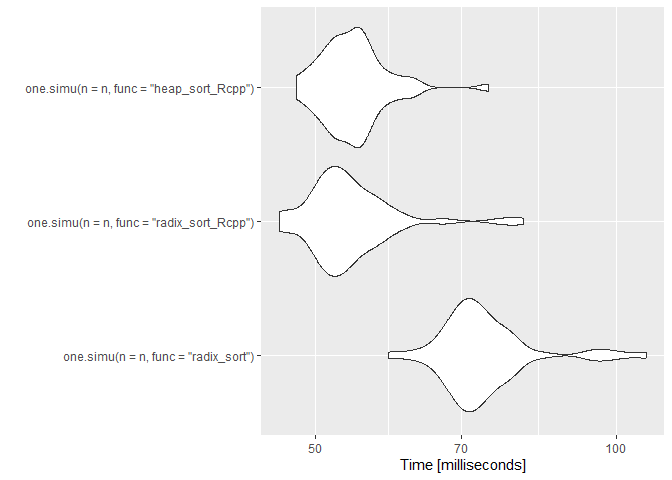 one.simu(n = n, func = "heap_sort_Rcpp")
one.simu(n = n, func = "radix_sort_Rcpp")
one.simu(n = n, func = "radix_sort")
50 70 100
Time [milliseconds]